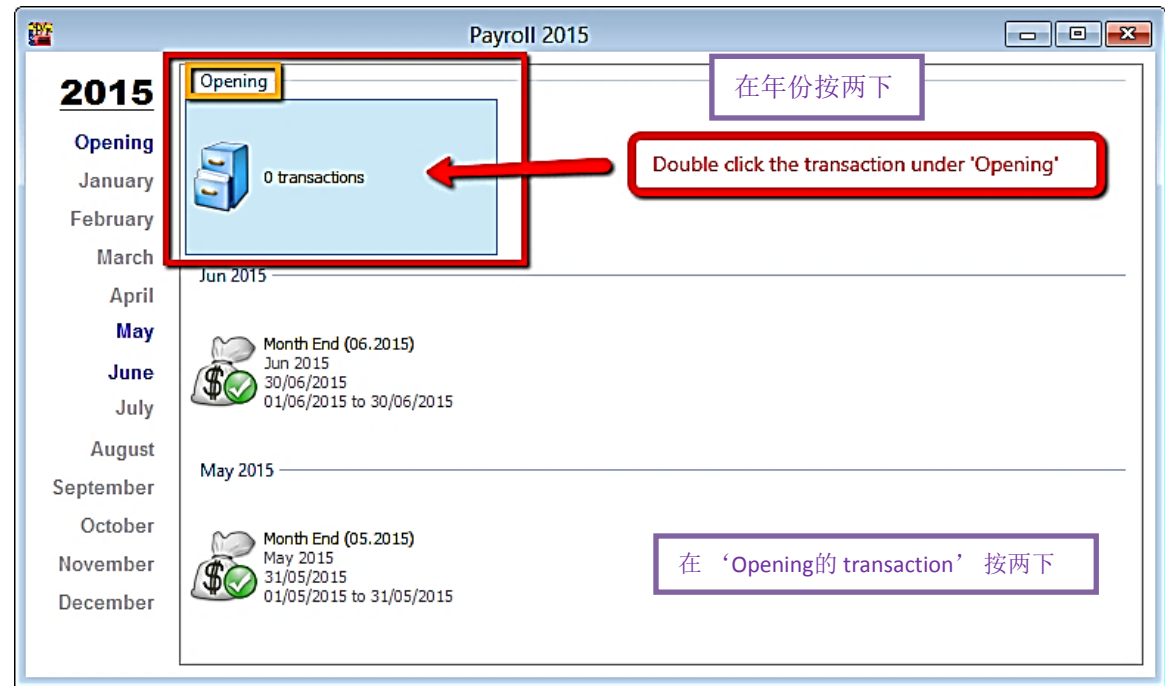 Payroll 2015
2015
Opening
January
February
March
April
May
June
July
August
September
October
November
December
Opening
0 transactions
在年份按两下
Double click the transaction under 'Opening'
Jun 2015
Month End (06.2015)
Jun 2015
30/06/2015
01/06/2015 to 30/06/2015
May 2015
Month End (05.2015)
May 2015
31/05/2015
01/05/2015 to 31/05/2015
在 ‘Opening的 transaction’ 按两下